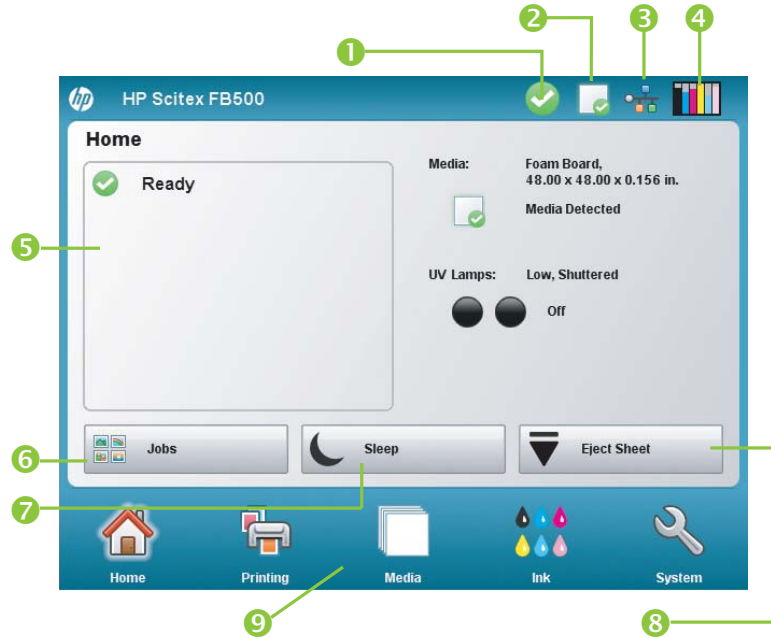 2
3
4
1
hp HP Scitex FB500
Home
Ready
Media: Foam Board,
48.00 x 48.00 x 0.156 in.
Media Detected
5
UV Lamps: Low, Shuttered
Off
6
Jobs
Sleep
Eject Sheet
7
Home
Printing
Media
Ink
System
9
8